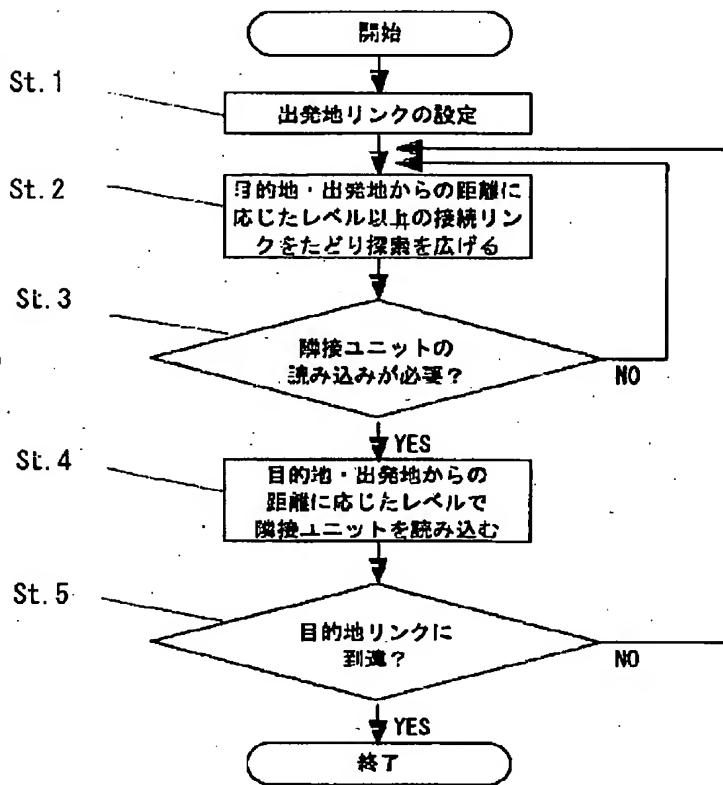 開始
St. 1
出発地リンクの設定
St. 2
目的地・出発地からの距離に
応じたレベル以上の接続リン
クをたどり探索を広げる
St. 3
隣接ユニットの
読み込みが必要？
NO
YES
St. 4
目的地・出発地からの
距離に応じたレベルで
隣接ユニットを読み込む
St. 5
目的地リンクに
到達？
NO
YES
終了